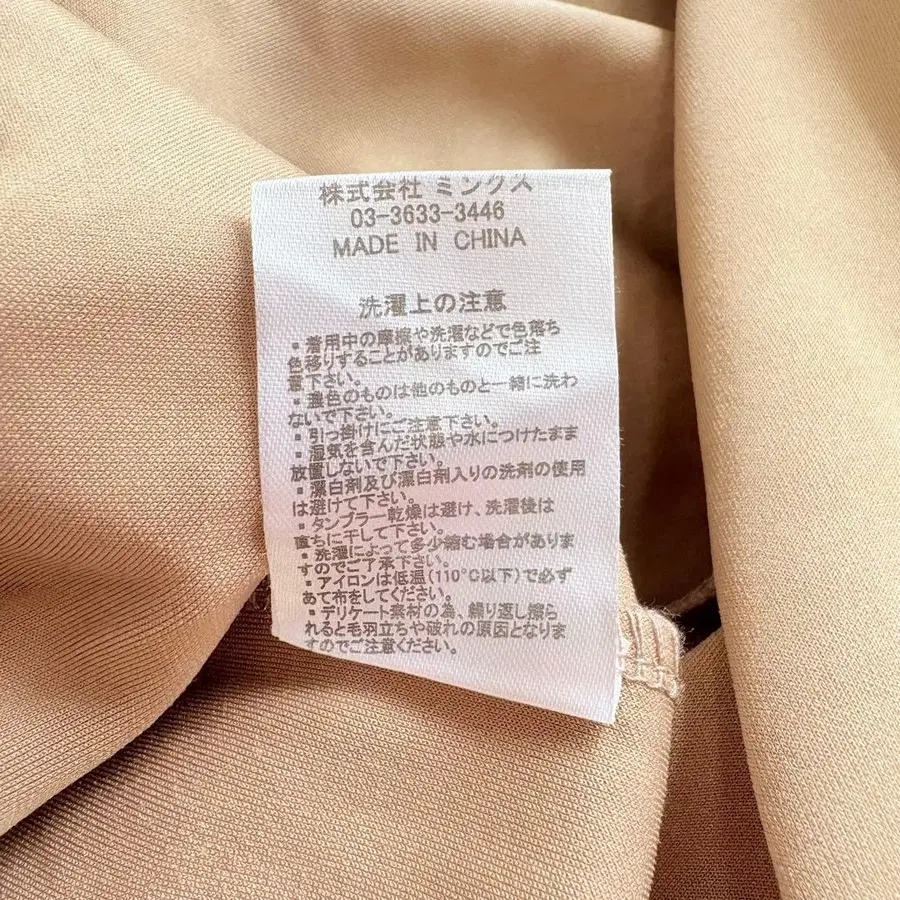 株式会社 ミンクス
03-3633-3446
MADE IN CHINA
洗濯上の注意
・着用中の摩擦や洗濯などで色落ち
色移りすることがありますのでご注
意下さい。
・濃色のものは他のものと一緒に洗わ
ないで下さい。
・引っ掛けにご注意下さい。
・湿気を含んだ状態や水につけたまま
放置しないで下さい。
・漂白剤及び漂白剤入りの洗剤の使用
は避けて下さい。
・タンブラー乾燥は避け、洗濯後は
直ちに干して下さい。
・洗濯によって多少縮む場合がありま
すのでご了承下さい。
・アイロンは低温(110°C以下)で必ず
あて布をしてください。
・デリケート素材の為、繰り返し擦ら
れると毛羽立ちや破れの原因となりま
すのでご注意ください。